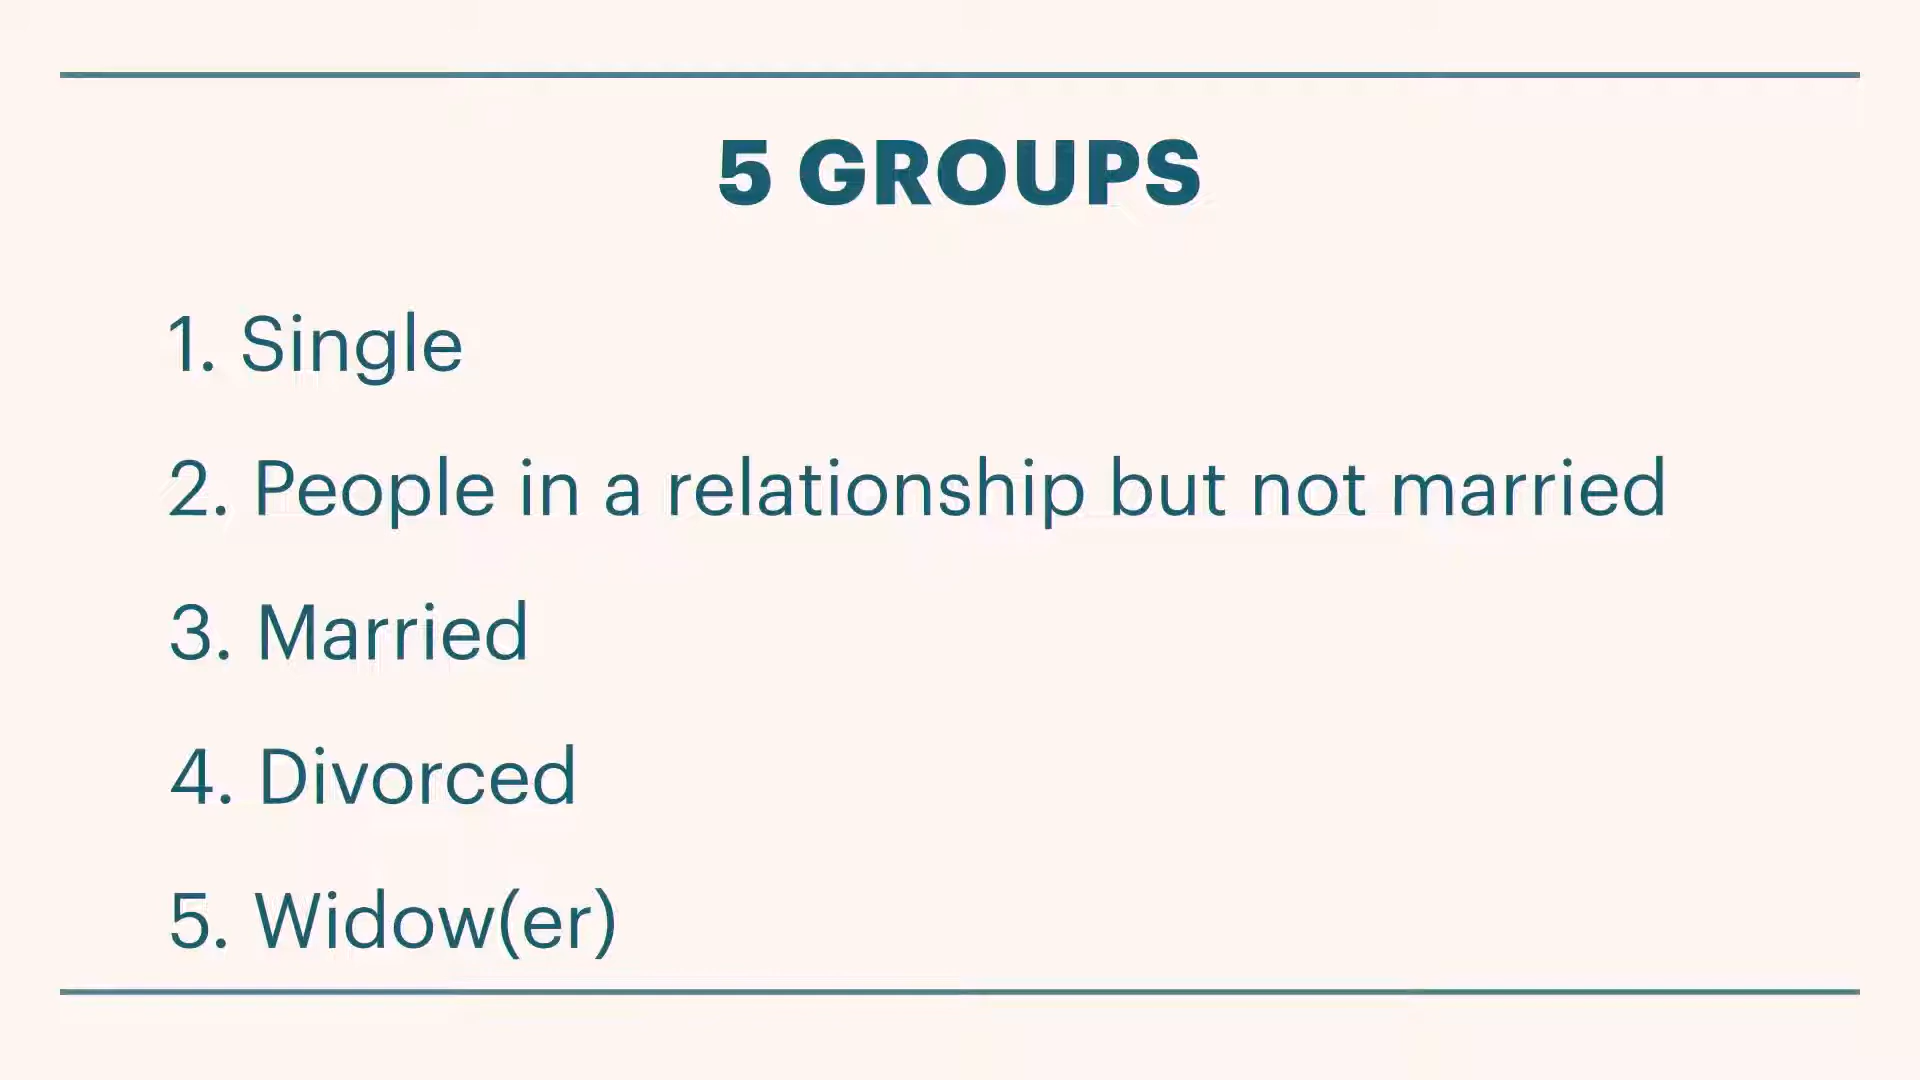 5 GROUPS
1. Single
2. People in a relationship but not married
3. Married
4. Divorced
5. Widow(er)